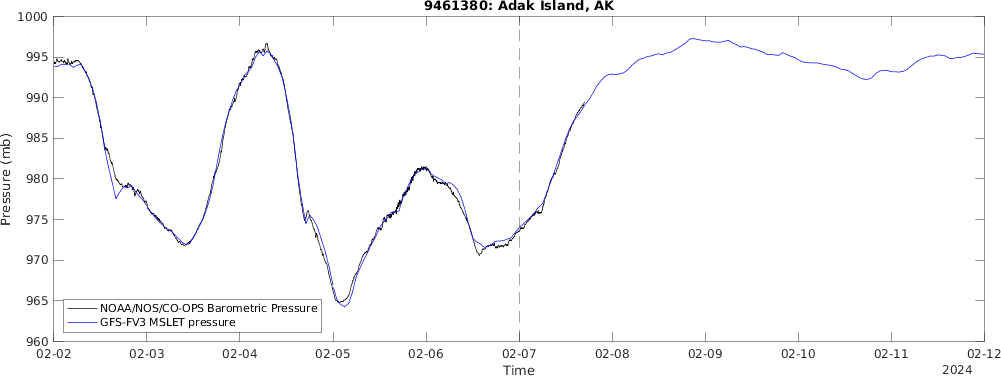 9461380: Adak Island, AK
1000
995
990
985
980
975
970
965
960
Pressure (mb)
NOAA/NOS/CO-OPS Barometric Pressure
GFS-FV3 MSLET pressure
02-02 02-03 02-04 02-05 02-06 02-07 02-08 02-09 02-10 02-11 02-12
Time
2024